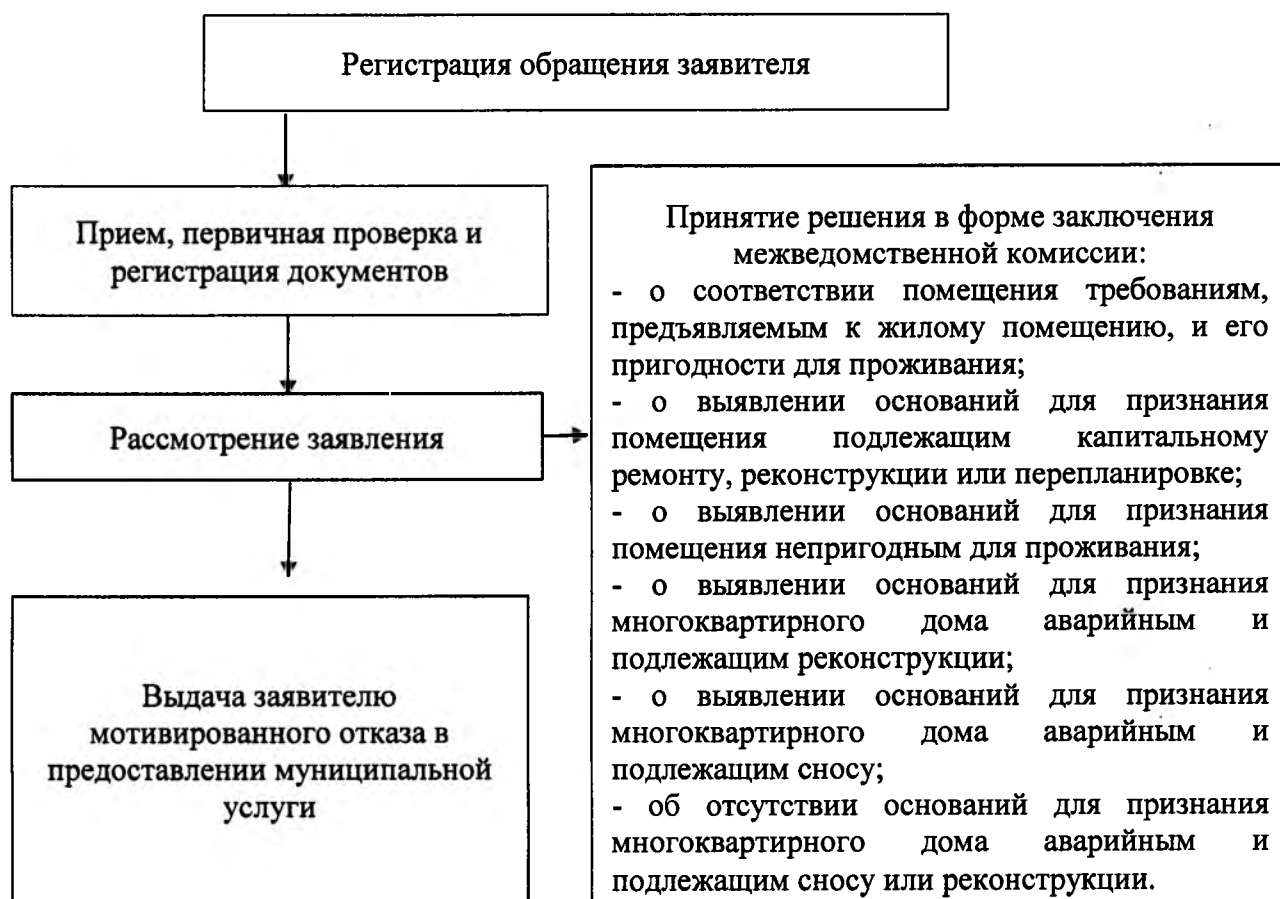 Регистрация обращения заявителя
Прием, первичная проверка и
регистрация документов
Рассмотрение заявления
Выдача заявителю
мотивированного отказа в
предоставлении муниципальной
услуги
Принятие решения в форме заключения
межведомственной комиссии:
- о соответствии помещения требованиям,
предъявляемым к жилому помещению, и его
пригодности для проживания;
- о выявлении оснований для признания
помещения подлежащим капитальному
ремонту, реконструкции или перепланировке;
- о выявлении оснований для признания
помещения непригодным для проживания;
- о выявлении оснований для признания
многоквартирного дома аварийным и
подлежащим реконструкции;
- о выявлении оснований для признания
многоквартирного дома аварийным и
подлежащим сносу;
- об отсутствии оснований для признания
многоквартирного дома аварийным и
подлежащим сносу или реконструкции.